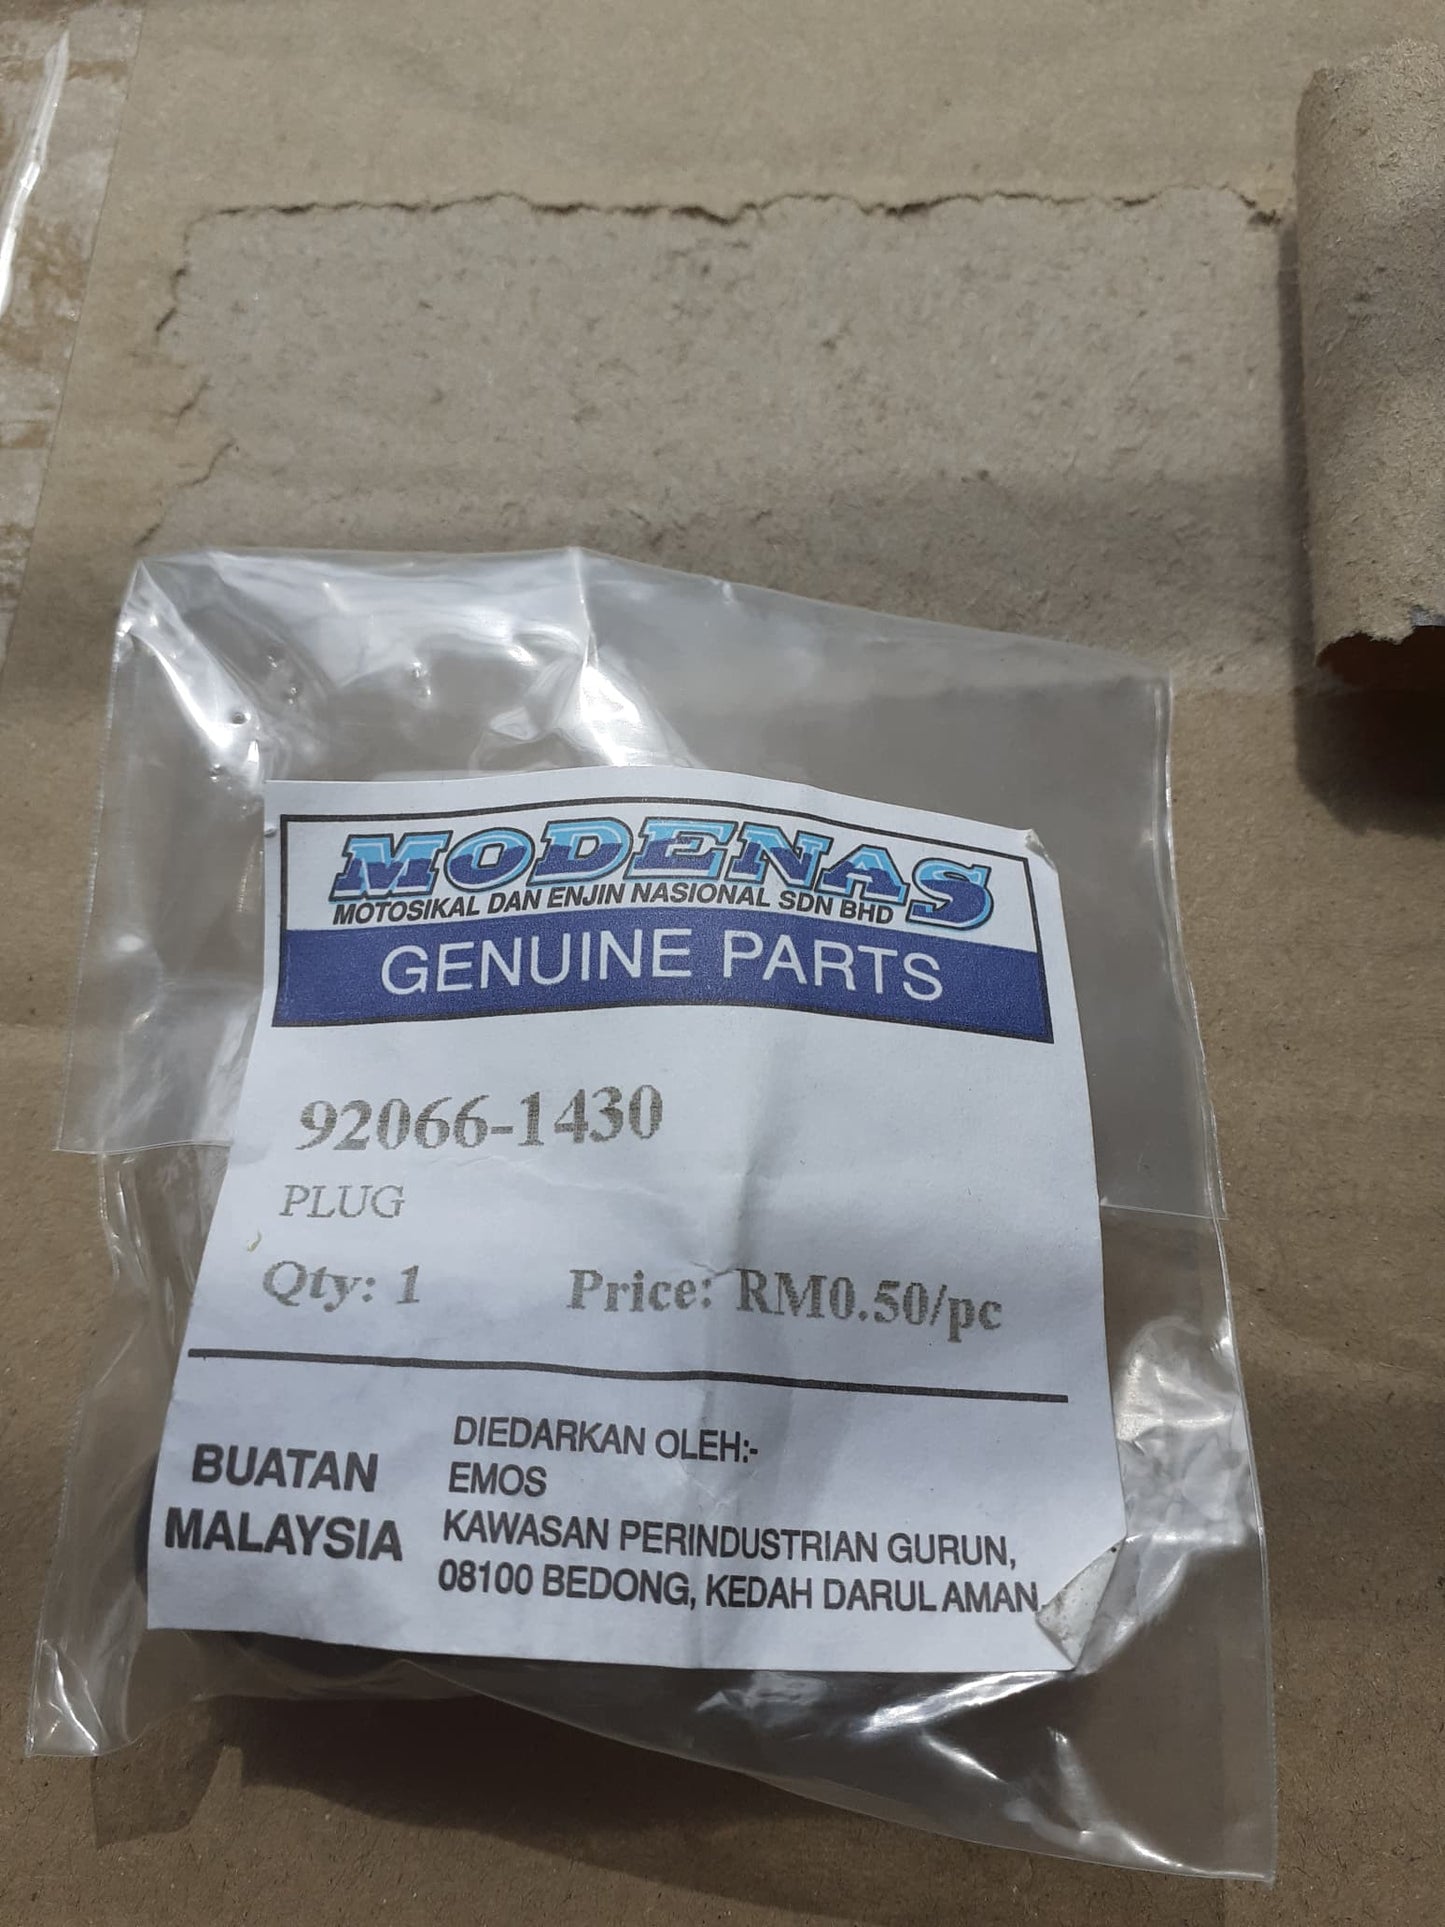 MODENAS
MOTOSIKAL DAN ENJIN NASIONAL SDN BHD
GENUINE PARTS
92066-1430
PLUG
Qty: 1 Price: RM0.50/pc
BUATAN
MALAYSIA
DIEDARKAN OLEH:-
EMOS
KAWASAN PERINDUSTRIAN GURUN,
08100 BEDONG, KEDAH DARUL AMAN.